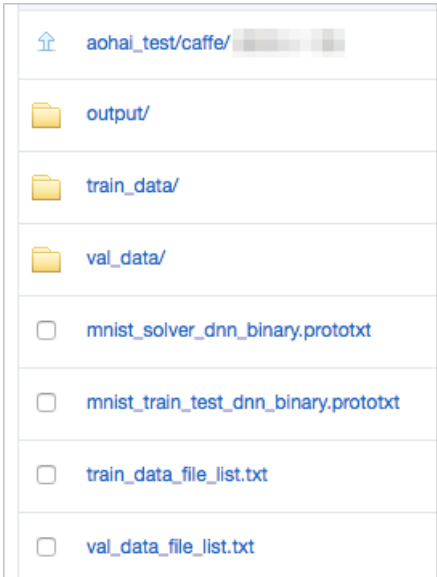 aohai_test/caffe/
output/
train_data/
val_data/
mnist_solver_dnn_binary.prototxt
mnist_train_test_dnn_binary.prototxt
train_data_file_list.txt
val_data_file_list.txt